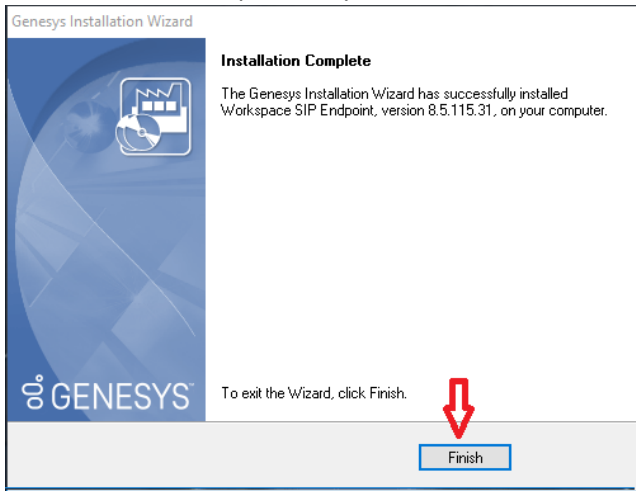 Genesys Installation Wizard
Installation Complete
The Genesys Installation Wizard has successfully installed
Workspace SIP Endpoint, version 8.5.115.31, on your computer.
GENESYS
To exit the Wizard, click Finish.
Finish